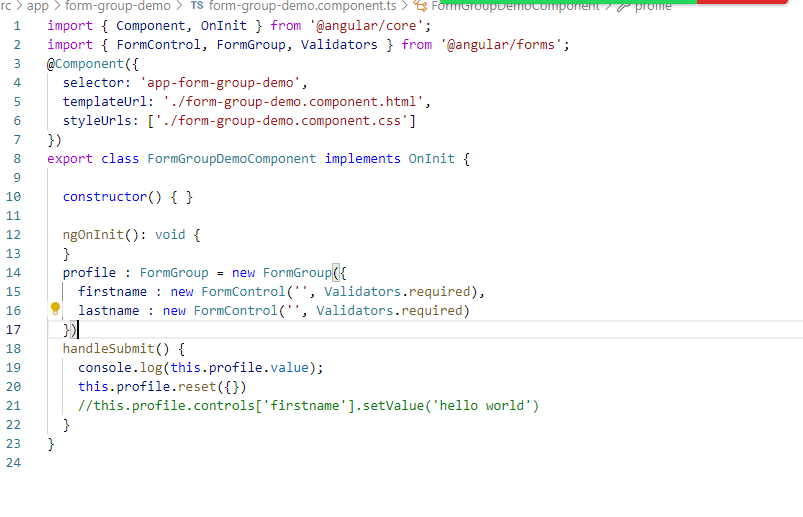 rc > app > form-group-demo > TS form-group-demo.component.ts > FormGroupDemoComponent > profile
1 import { Component, OnInit } from '@angular/core';
2 import { FormControl, FormGroup, Validators } from '@angular/forms';
3 @Component({
4 selector: 'app-form-group-demo',
5 templateUrl: './form-group-demo.component.html',
6 styleUrls: ['./form-group-demo.component.css']
7 })
8 export class FormGroupDemoComponent implements OnInit {
9
10 constructor() { }
11
12 ngOnInit(): void {
13 }
14 profile : FormGroup = new FormGroup({
15 firstname : new FormControl('', Validators.required),
16 lastname : new FormControl('', Validators.required)
17 })
18 handleSubmit() {
19 console.log(this.profile.value);
20 this.profile.reset({})
21 //this.profile.controls['firstname'].setValue('hello world')
22 }
23 }
24